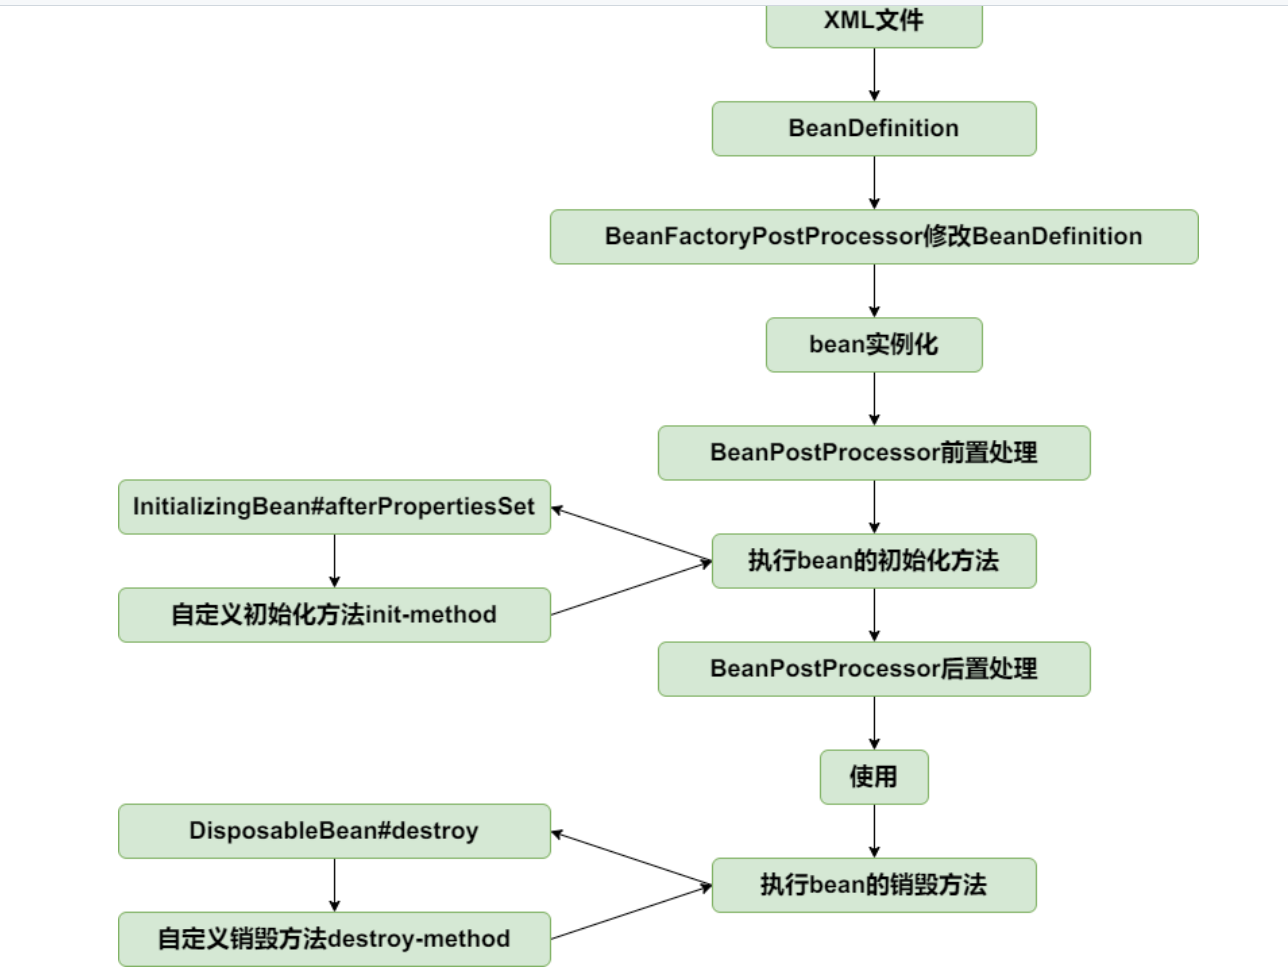 XML文件
BeanDefinition
BeanFactoryPostProcessor修改BeanDefinition
bean实例化
BeanPostProcessor前置处理
InitializingBean#afterPropertiesSet
执行bean的初始化方法
自定义初始化方法init-method
BeanPostProcessor后置处理
使用
DisposableBean#destroy
执行bean的销毁方法
自定义销毁方法destroy-method